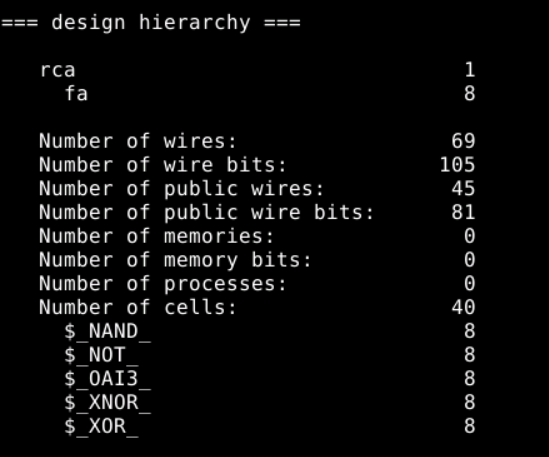 === design hierarchy ===
rca 1
fa 8
Number of wires: 69
Number of wire bits: 105
Number of public wires: 45
Number of public wire bits: 81
Number of memories: 0
Number of memory bits: 0
Number of processes: 0
Number of cells: 40
$_NAND_ 8
$_NOT_ 8
$_OAI3_ 8
$_XNOR_ 8
$_XOR_ 8